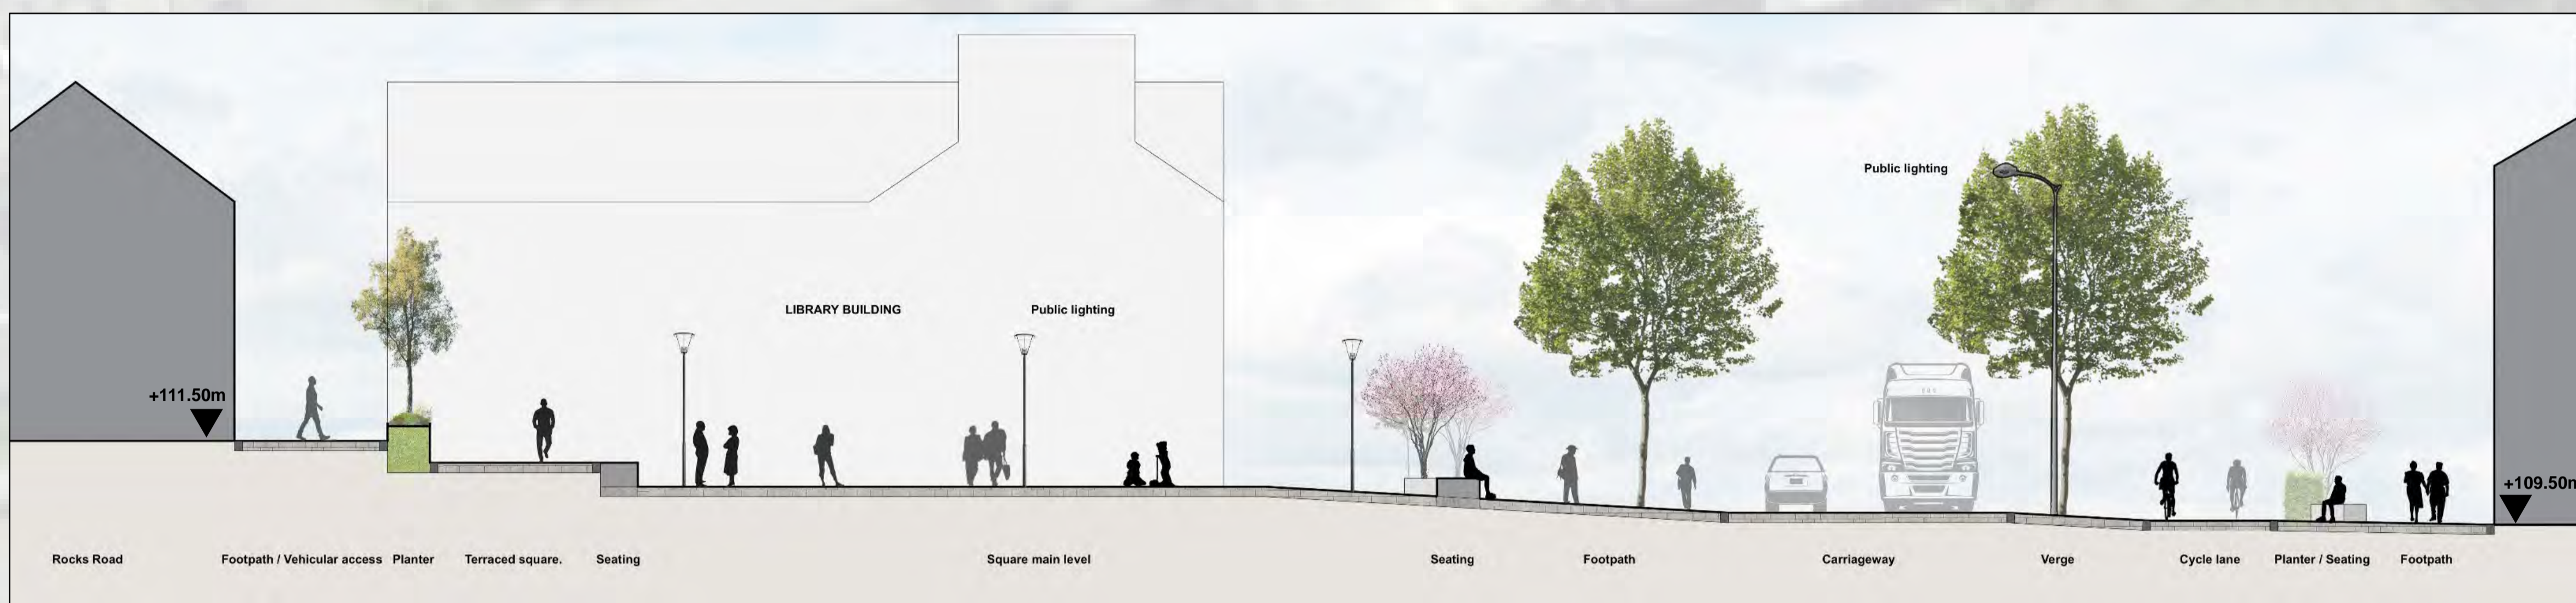 Public lighting
LIBRARY BUILDING
Public lighting
+111.50m
+109.50m
Rocks Road
Footpath / Vehicular access
Planter
Terraced square.
Seating
Square main level
Seating
Footpath
Carriageway
Verge
Cycle lane
Planter / Seating
Footpath